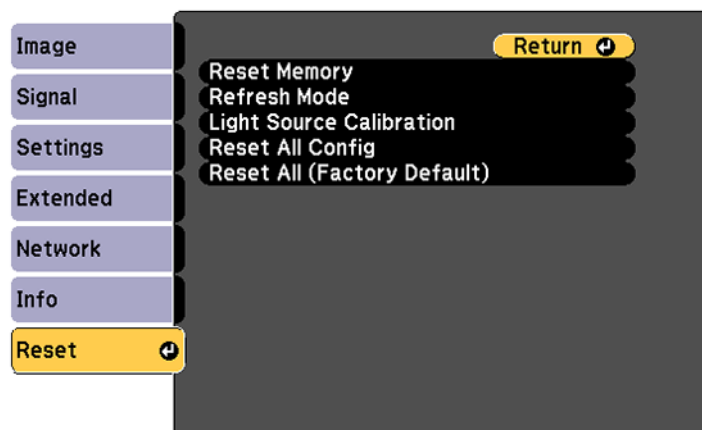 Image
Signal
Settings
Extended
Network
Info
Reset
Return
Reset Memory
Refresh Mode
Light Source Calibration
Reset All Config
Reset All (Factory Default)